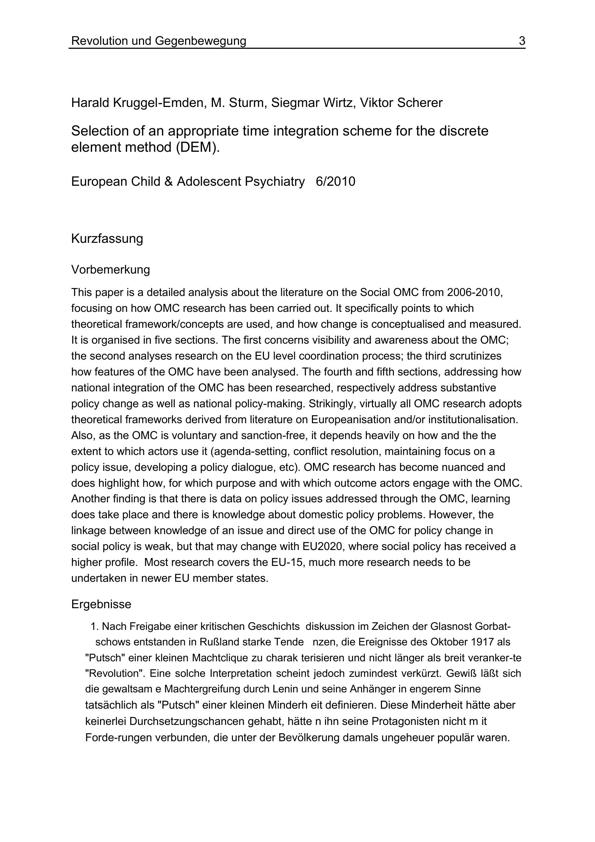 Revolution und Gegenbewegung 3
Harald Kruggel-Emden, M. Sturm, Siegmar Wirtz, Viktor Scherer
Selection of an appropriate time integration scheme for the discrete
element method (DEM).
European Child & Adolescent Psychiatry 6/2010
Kurzfassung
Vorbemerkung
This paper is a detailed analysis about the literature on the Social OMC from 2006-2010,
focusing on how OMC research has been carried out. It specifically points to which
theoretical framework/concepts are used, and how change is conceptualised and measured.
It is organised in five sections. The first concerns visibility and awareness about the OMC;
the second analyses research on the EU level coordination process; the third scrutinizes
how features of the OMC have been analysed. The fourth and fifth sections, addressing how
national integration of the OMC has been researched, respectively address substantive
policy change as well as national policy-making. Strikingly, virtually all OMC research adopts
theoretical frameworks derived from literature on Europeanisation and/or institutionalisation.
Also, as the OMC is voluntary and sanction-free, it depends heavily on how and the the
extent to which actors use it (agenda-setting, conflict resolution, maintaining focus on a
policy issue, developing a policy dialogue, etc). OMC research has become nuanced and
does highlight how, for which purpose and with which outcome actors engage with the OMC.
Another finding is that there is data on policy issues addressed through the OMC, learning
does take place and there is knowledge about domestic policy problems. However, the
linkage between knowledge of an issue and direct use of the OMC for policy change in
social policy is weak, but that may change with EU2020, where social policy has received a
higher profile.  Most research covers the EU-15, much more research needs to be
undertaken in newer EU member states.
Ergebnisse
1. Nach Freigabe einer kritischen Geschichts  diskussion im Zeichen der Glasnost Gorbat-
schows entstanden in Rußland starke Tende   nzen, die Ereignisse des Oktober 1917 als
"Putsch" einer kleinen Machtclique zu charak terisieren und nicht länger als breit veranker-te
"Revolution". Eine solche Interpretation scheint jedoch zumindest verkürzt. Gewiß läßt sich
die gewaltsam e Machtergreifung durch Lenin und seine Anhänger in engerem Sinne
tatsächlich als "Putsch" einer kleinen Minderh eit definieren. Diese Minderheit hätte aber
keinerlei Durchsetzungschancen gehabt, hätte n ihn seine Protagonisten nicht m it
Forde-rungen verbunden, die unter der Bevölkerung damals ungeheuer populär waren.